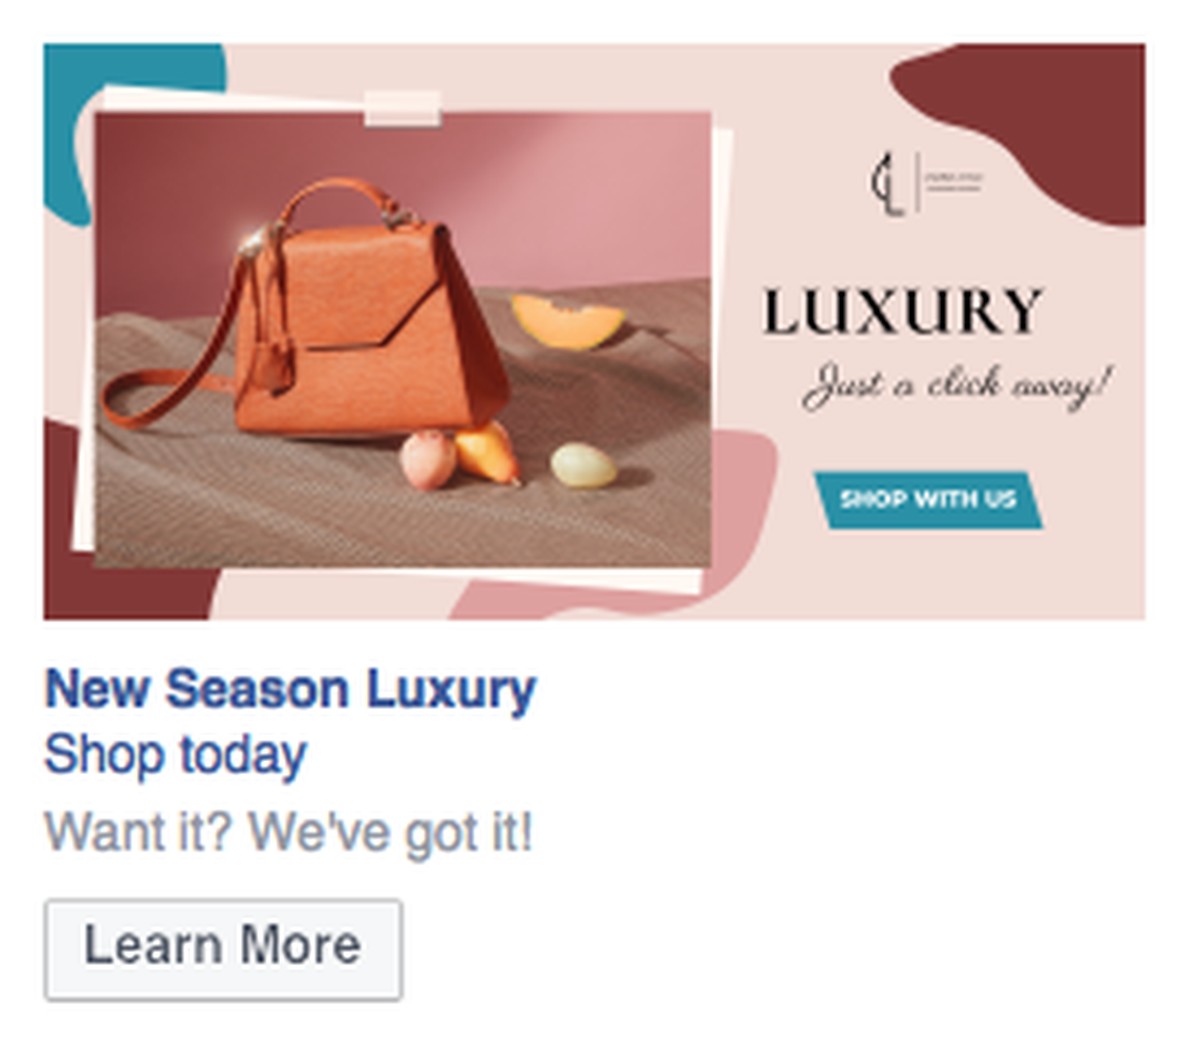 LUXURY
Just a click away!
SHOP WITH US
New Season Luxury
Shop today
Want it? We've got it!
Learn More